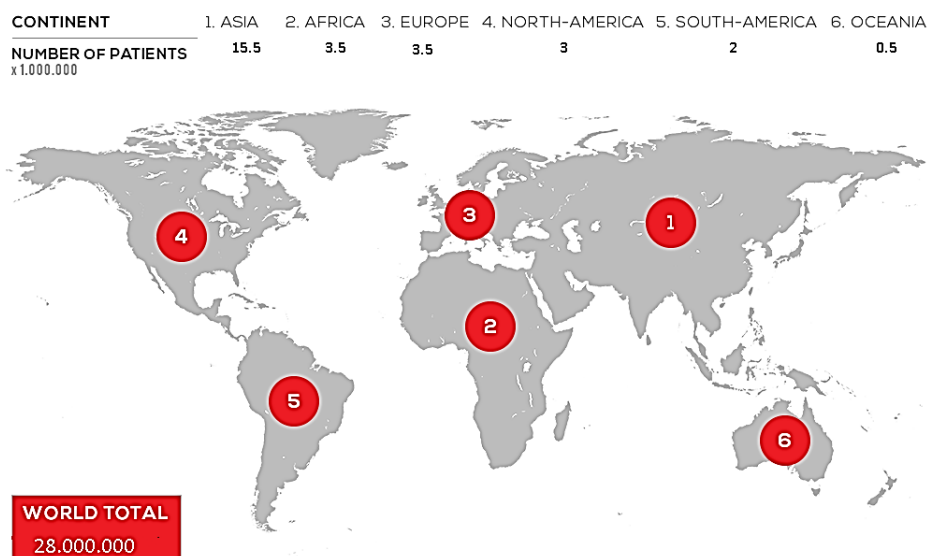 CONTINENT 1. ASIA 2. AFRICA 3. EUROPE 4. NORTH-AMERICA 5. SOUTH-AMERICA 6. OCEANIA
NUMBER OF PATIENTS 15.5 3.5 3.5 3 2 0.5
x 1.000.000
3
1
4
2
5
6
WORLD TOTAL
28.000.000